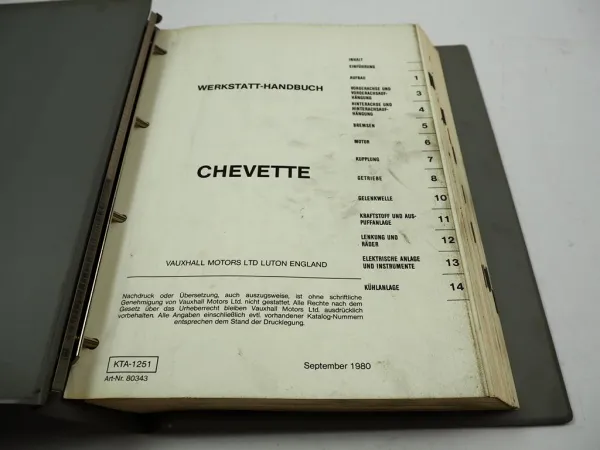 WERKSTATT-HANDBUCH
CHEVETTE
VAUXHALL MOTORS LTD LUTON ENGLAND
Nachdruck oder Übersetzung, auch auszugsweise, ist ohne schriftliche
Genehmigung von Vauxhall Motors Ltd. nicht gestattet. Alle Rechte nach dem
Gesetz über das Urheberrecht bleiben Vauxhall Motors Ltd. ausdrücklich
vorbehalten. Alle Angaben einschließlich evtl. vorhandener Katalog-Nummern
entsprechen dem Stand der Drucklegung.
KTA-1251
Art-Nr. 80343
September 1980
INHALT
EINFÜHRUNG
AUFBAU 1
VORDERACHSE UND
VORDERACHSAUF-
HÄNGUNG 3
HINTERACHSE UND
HINTERACHSAUF-
HÄNGUNG 4
BREMSEN 5
MOTOR 6
KUPPLUNG 7
GETRIEBE 8
GELENKWELLE 10
KRAFTSTOFF UND AUS-
PUFFANLAGE 11
LENKUNG UND
RÄDER 12
ELEKTRISCHE ANLAGE
UND INSTRUMENTE 13
KÜHLANLAGE 14